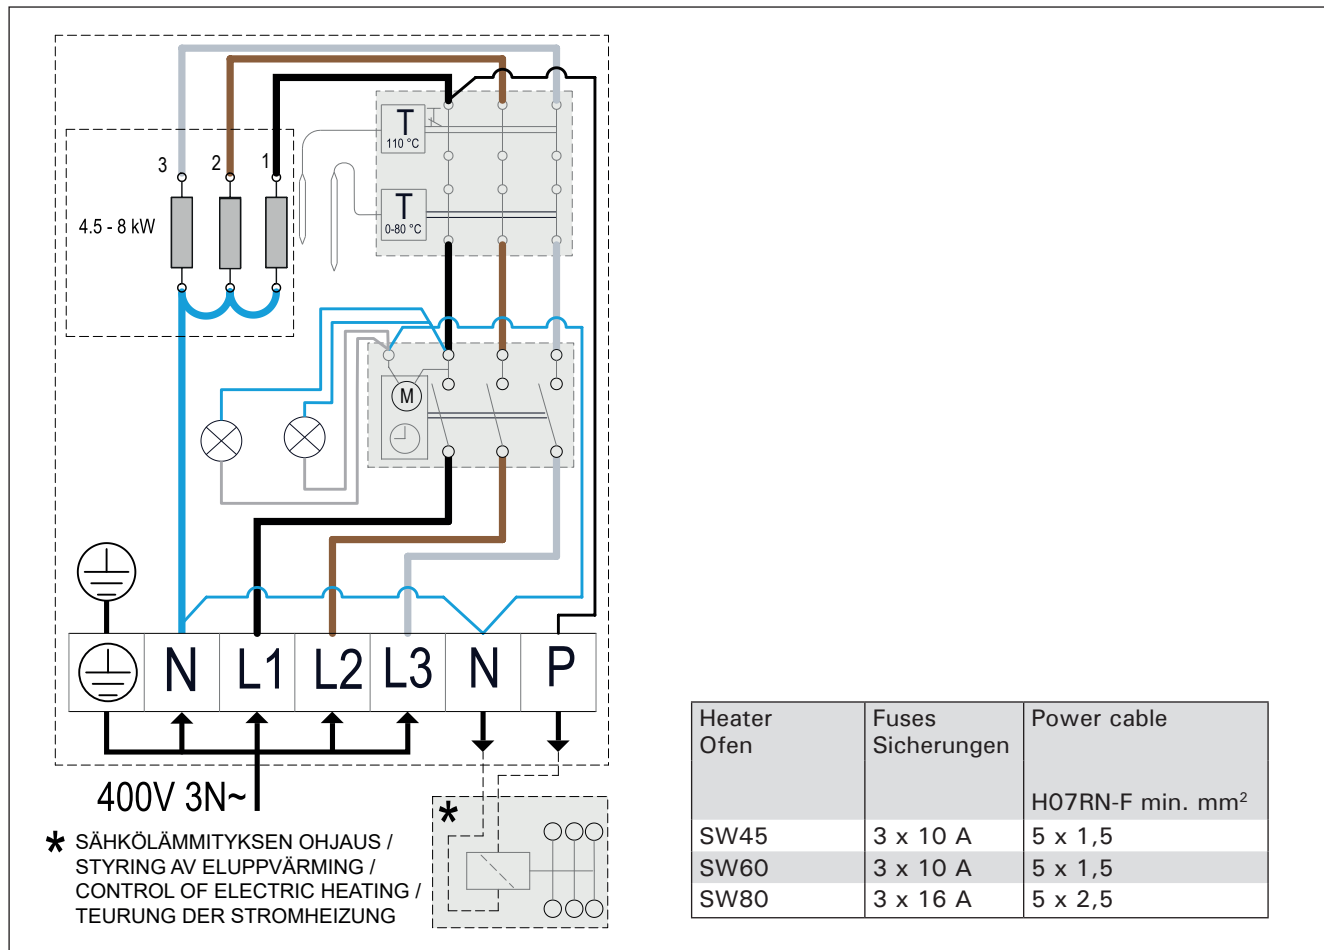 3
2
1
T
110 °C
4.5 - 8 kW
T
0-80 °C
M
N L1 L2 L3 N P
400V 3N~
*
* SÄHKÖLÄMMITYKSEN OHJAUS /
STYRING AV ELUPPVÄRMING /
CONTROL OF ELECTRIC HEATING /
TEURUNG DER STROMHEIZUNG
Heater Fuses Power cable
Ofen Sicherungen
H07RN-F min. mm²
SW45 3 x 10 A 5 x 1,5
SW60 3 x 10 A 5 x 1,5
SW80 3 x 16 A 5 x 2,5